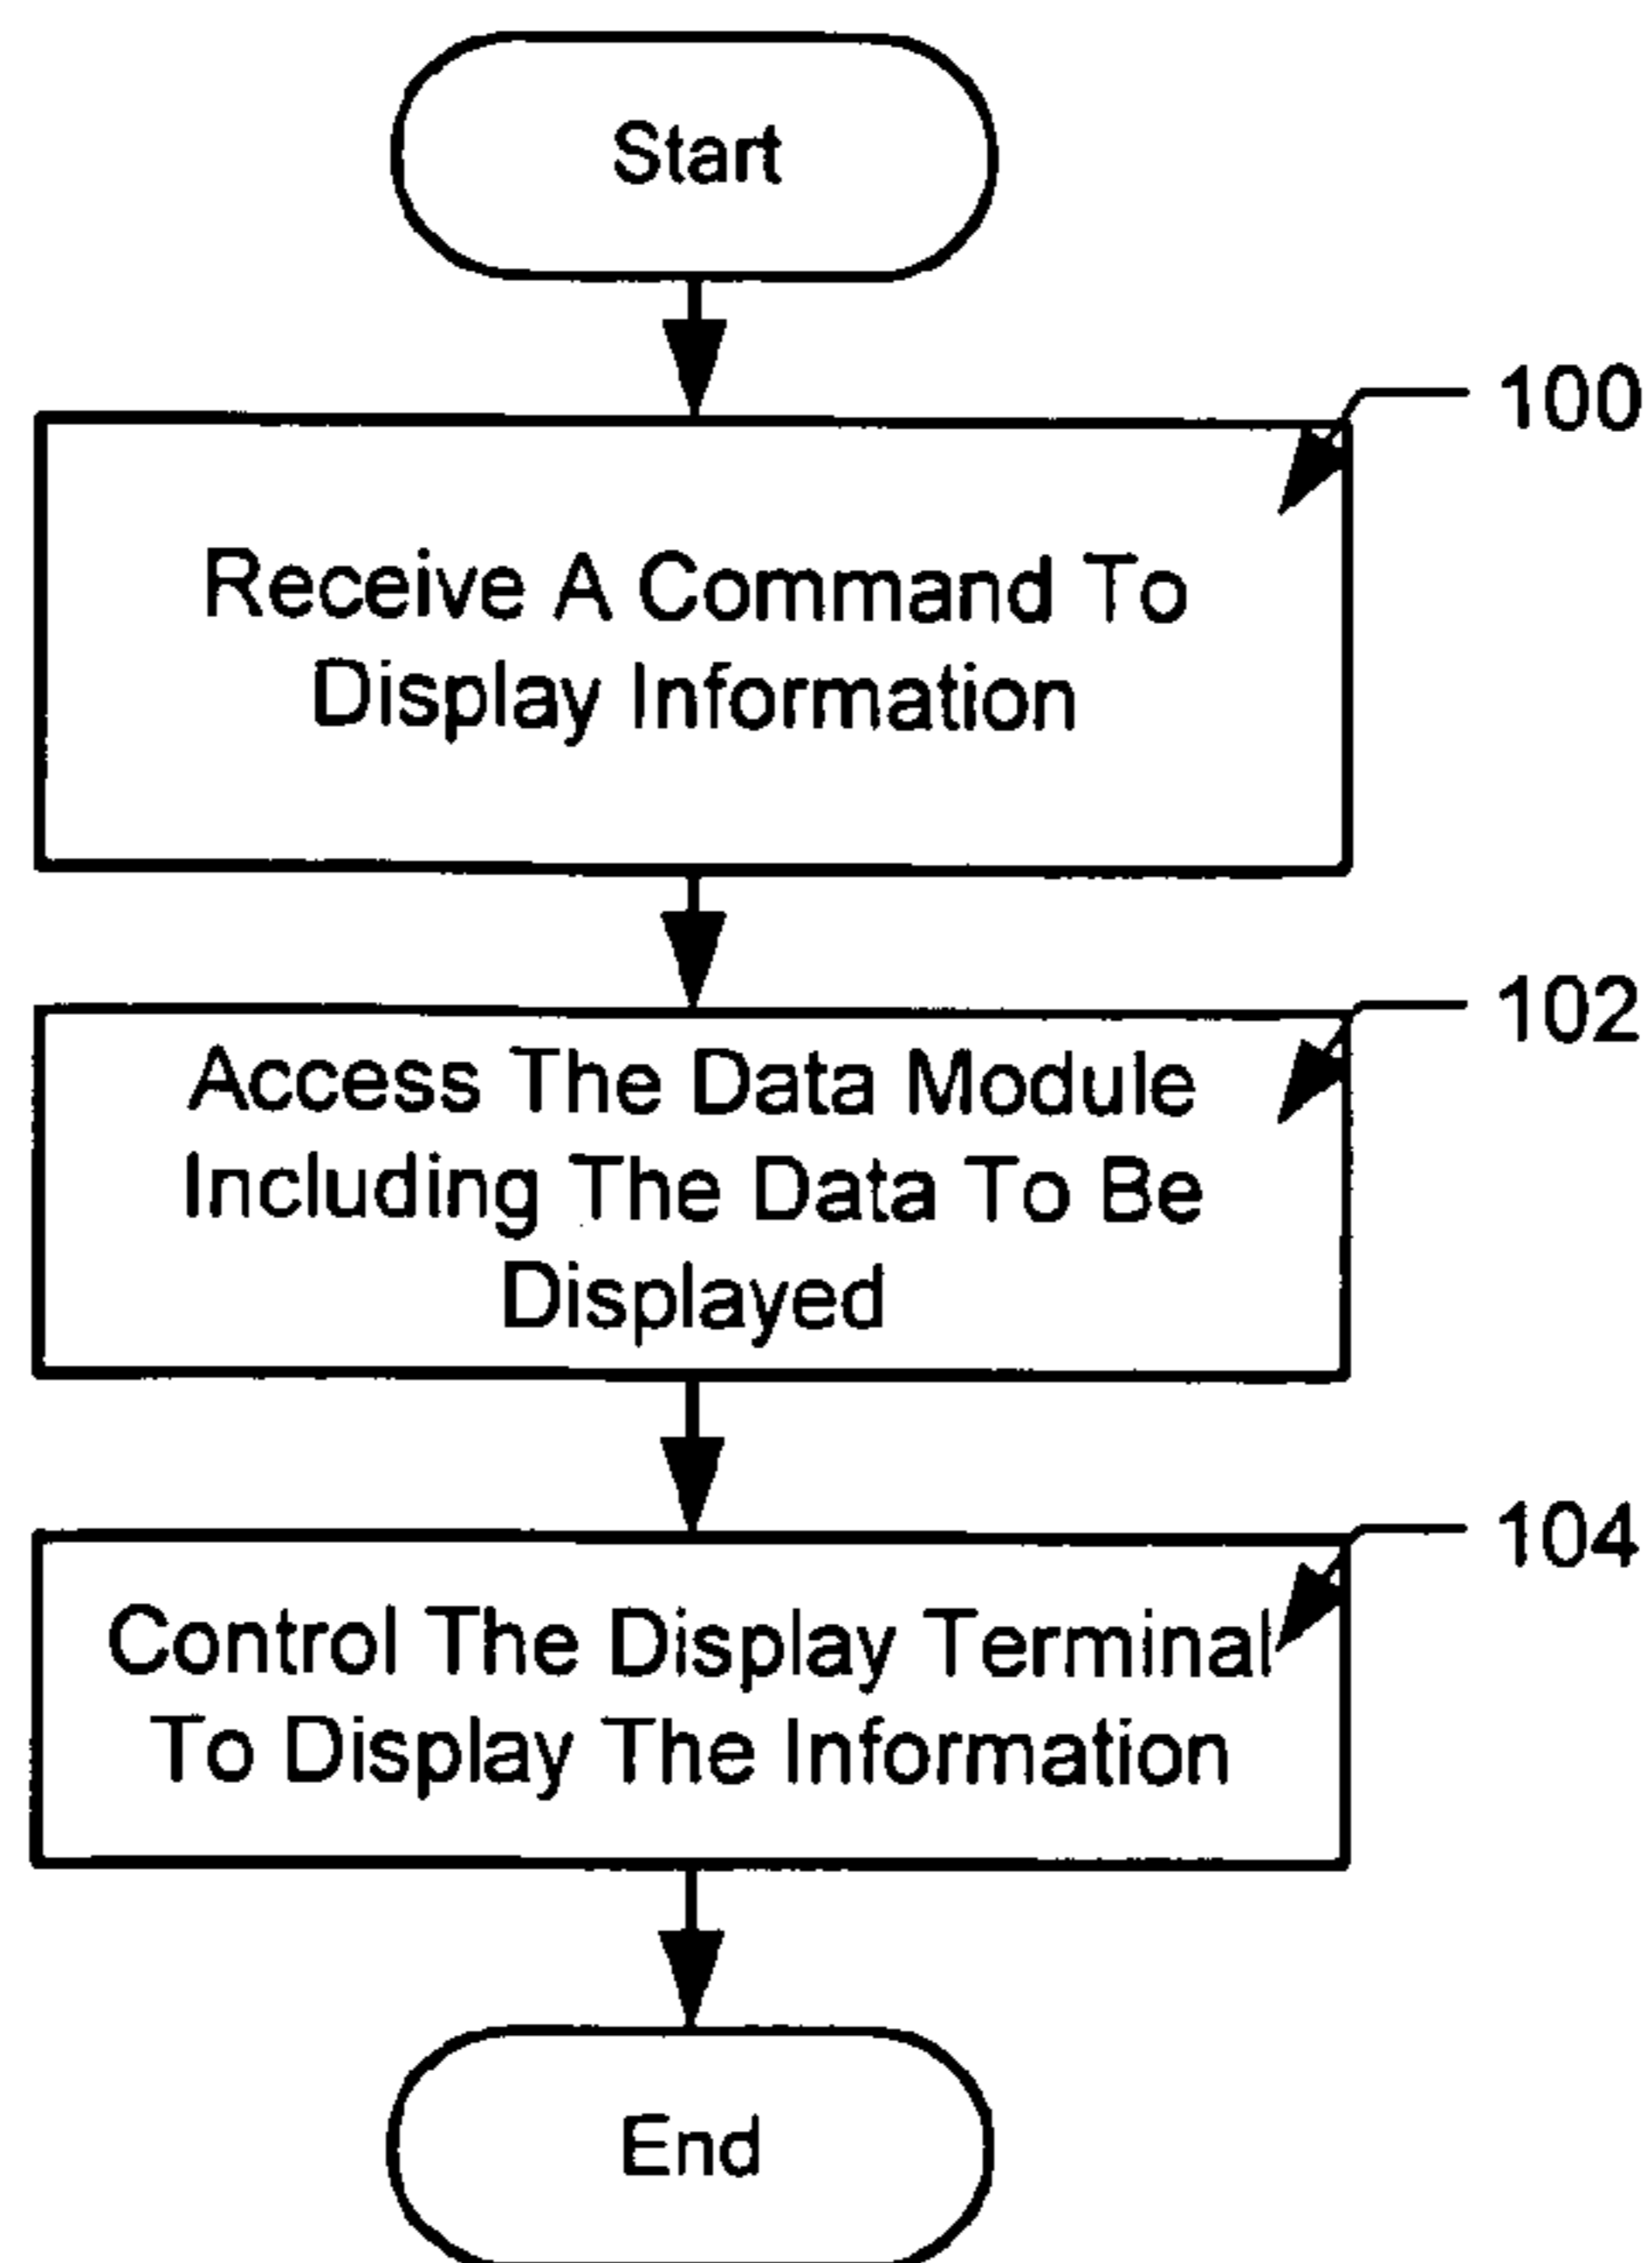 Start
100
Receive A Command To
Display Information
102
Access The Data Module
Including The Data To Be
Displayed
104
Control The Display Terminal
To Display The Information
End